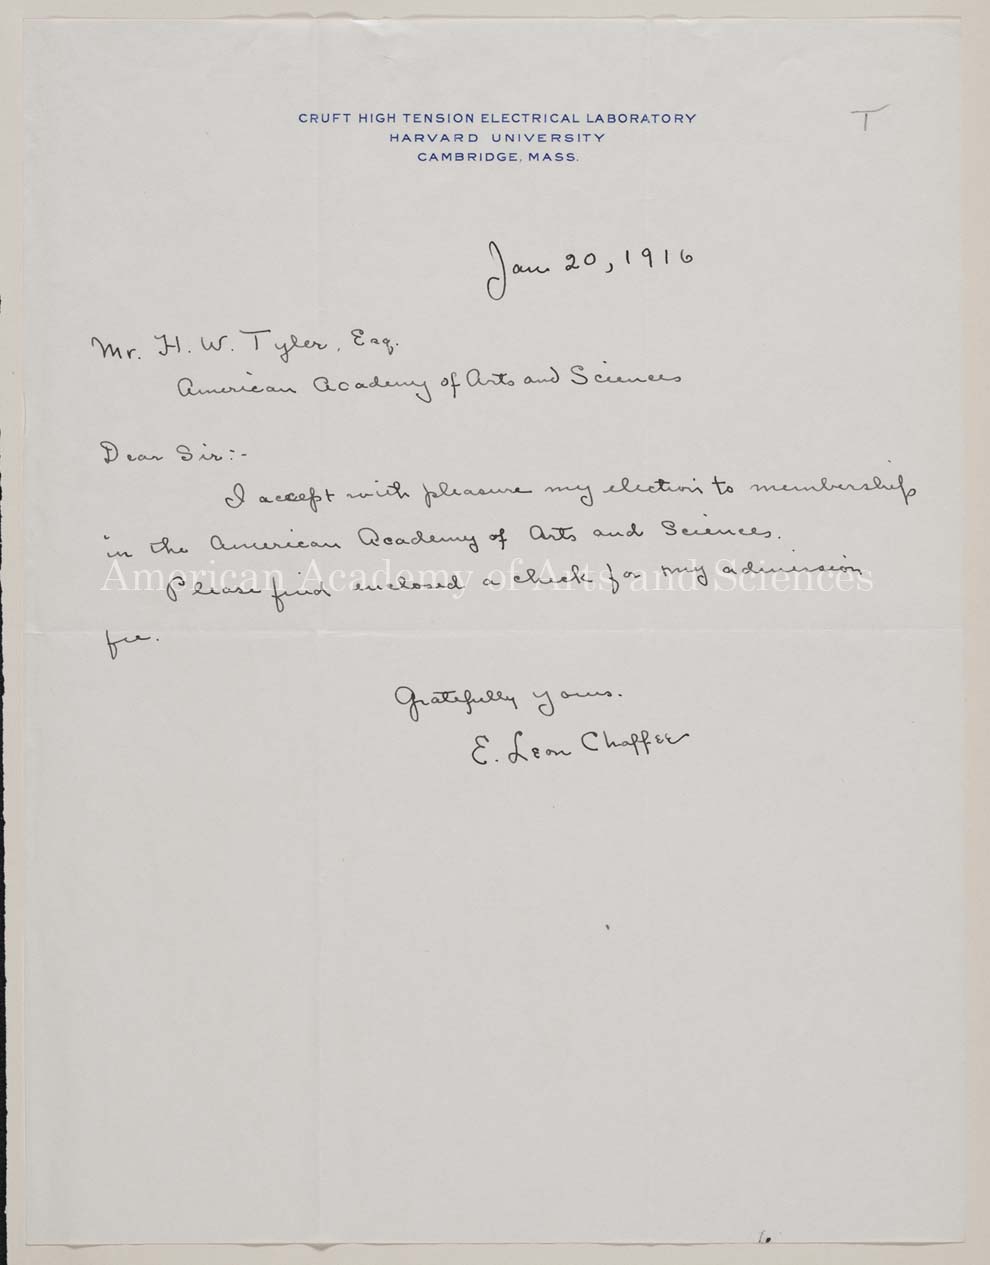 CRUFT HIGH TENSION ELECTRICAL LABORATORY
HARVARD UNIVERSITY
CAMBRIDGE, MASS.
T
Jan 20, 1916
Mr. H. W. Tyler, Esq.
American Academy of Arts and Sciences
Dear Sir:-
I accept with pleasure my election to membership
in the American Academy of Arts and Sciences.
American Academy of Arts and Sciences
Please find enclosed a check for my admission
fee.
Gratefully yours.
E. Leon Chaffee
1.